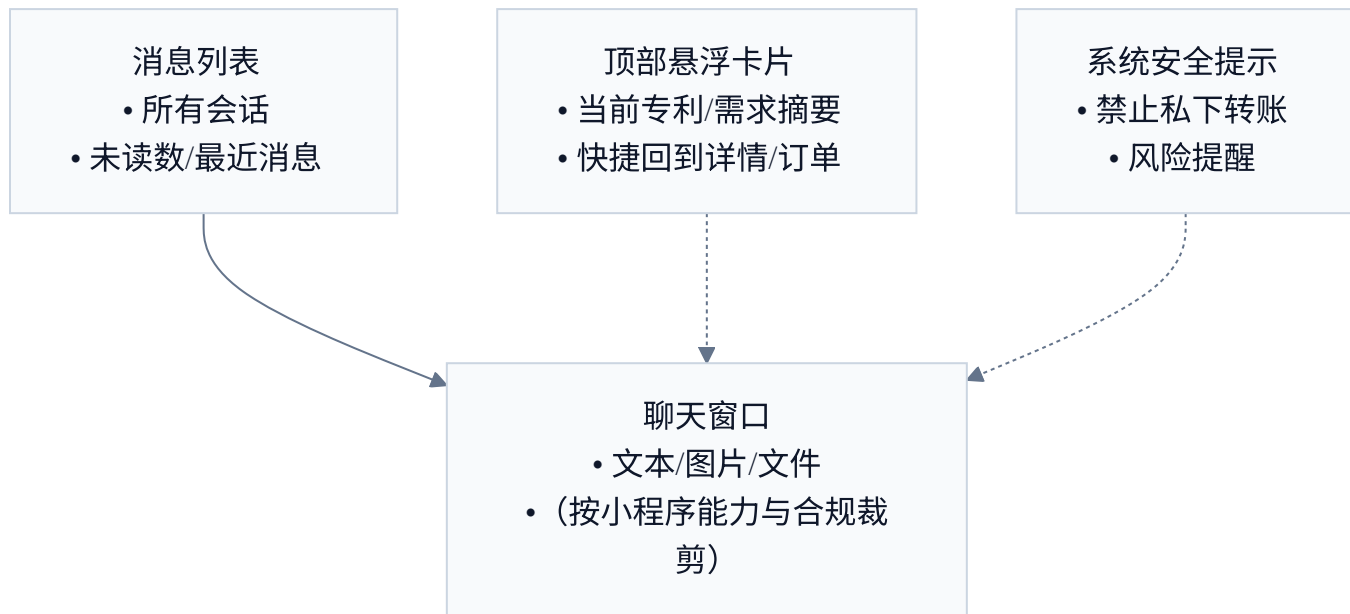 消息列表
• 所有会话
• 未读数/最近消息
顶部悬浮卡片
• 当前专利/需求摘要
• 快捷回到详情/订单
系统安全提示
• 禁止私下转账
• 风险提醒
聊天窗口
• 文本/图片/文件
•（按小程序能力与合规裁
剪）